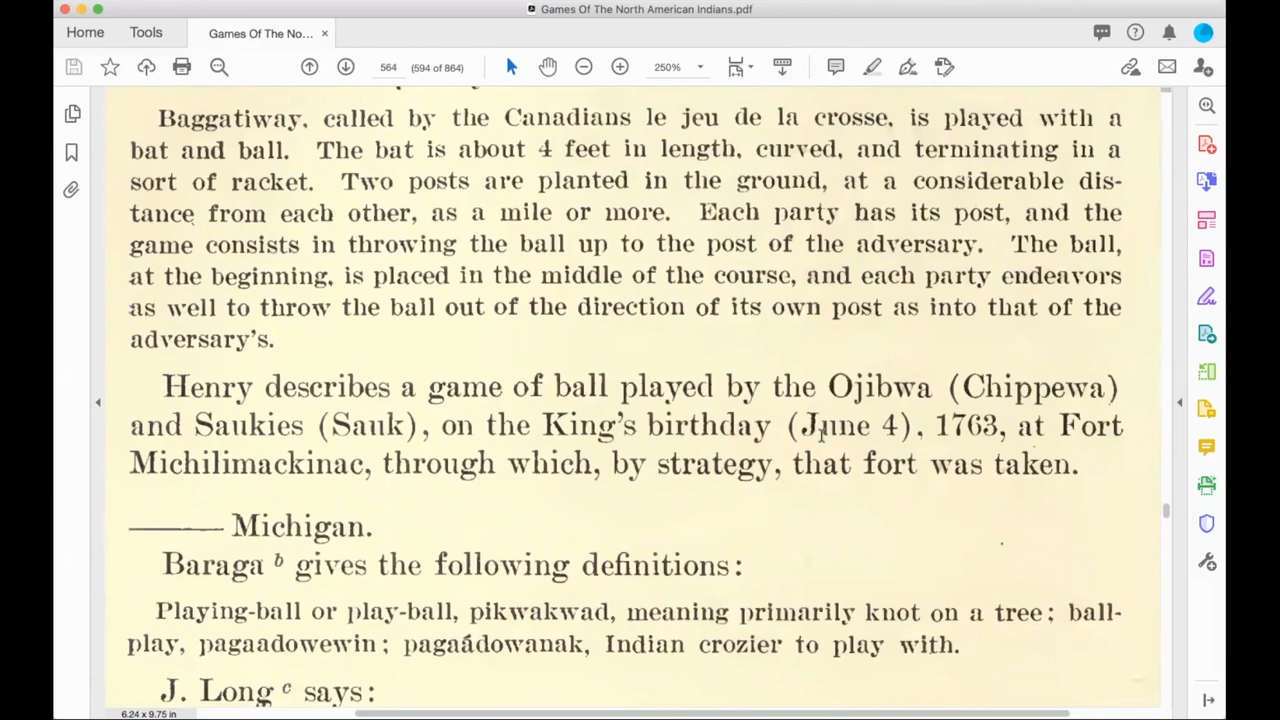 Games Of The North American Indians.pdf
Home Tools Games Of The No... ×
564 (594 of 864) 250%
Baggatiway, called by the Canadians le jeu de la crosse, is played with a
bat and ball. The bat is about 4 feet in length, curved, and terminating in a
sort of racket. Two posts are planted in the ground, at a considerable dis-
tance from each other, as a mile or more. Each party has its post, and the
game consists in throwing the ball up to the post of the adversary. The ball,
at the beginning, is placed in the middle of the course, and each party endeavors
as well to throw the ball out of the direction of its own post as into that of the
adversary's.
Henry describes a game of ball played by the Ojibwa (Chippewa)
and Saukies (Sauk), on the King's birthday (June 4), 1763, at Fort
Michilimackinac, through which, by strategy, that fort was taken.
——— Michigan.
Baraga b gives the following definitions:
Playing-ball or play-ball, pikwakwad, meaning primarily knot on a tree; ball-
play, pagaadowewin; pagaádowanak, Indian crozier to play with.
J. Long c says:
6.24 x 9.75 in